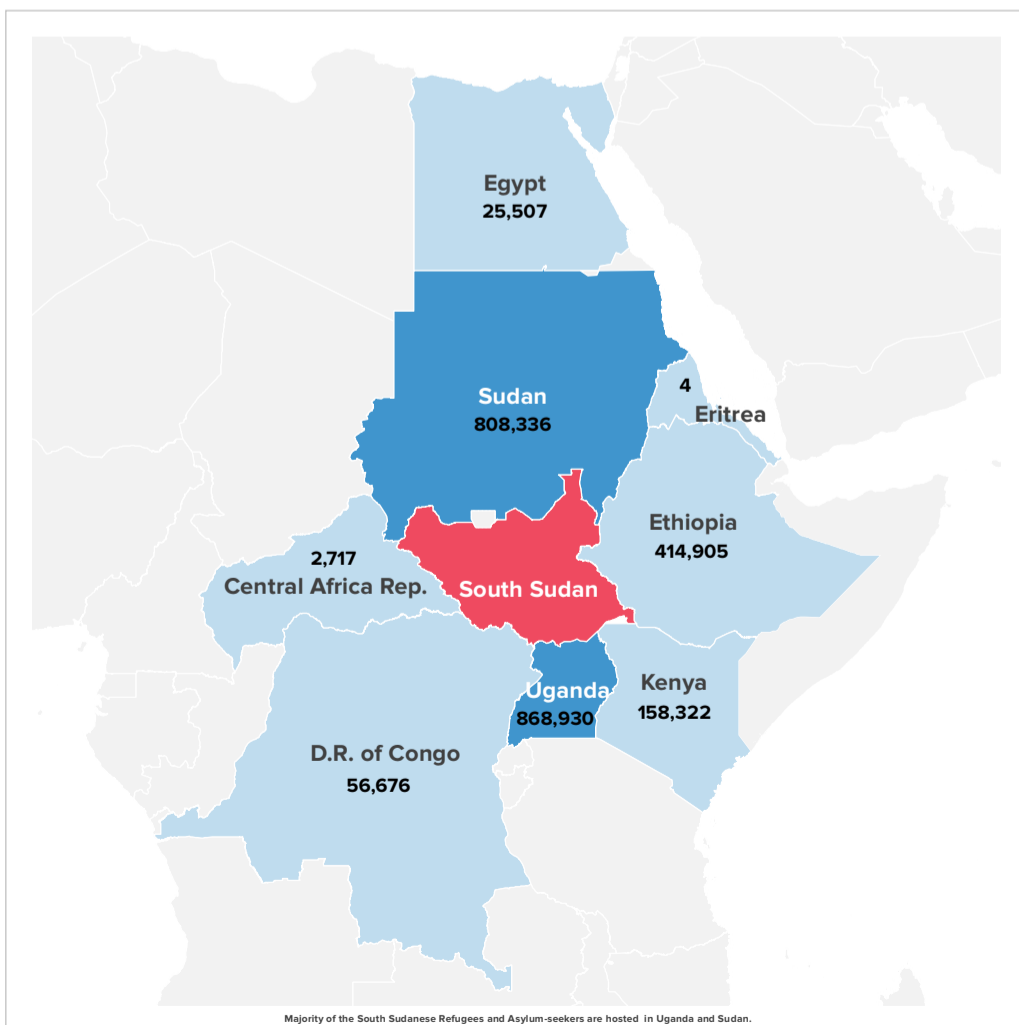 Egypt
25,507
Sudan
808,336
4
Eritrea
Ethiopia
414,905
2,717
Central Africa Rep.
South Sudan
Uganda
868,930
Kenya
158,322
D.R. of Congo
56,676
Majority of the South Sudanese Refugees and Asylum-seekers are hosted in Uganda and Sudan.